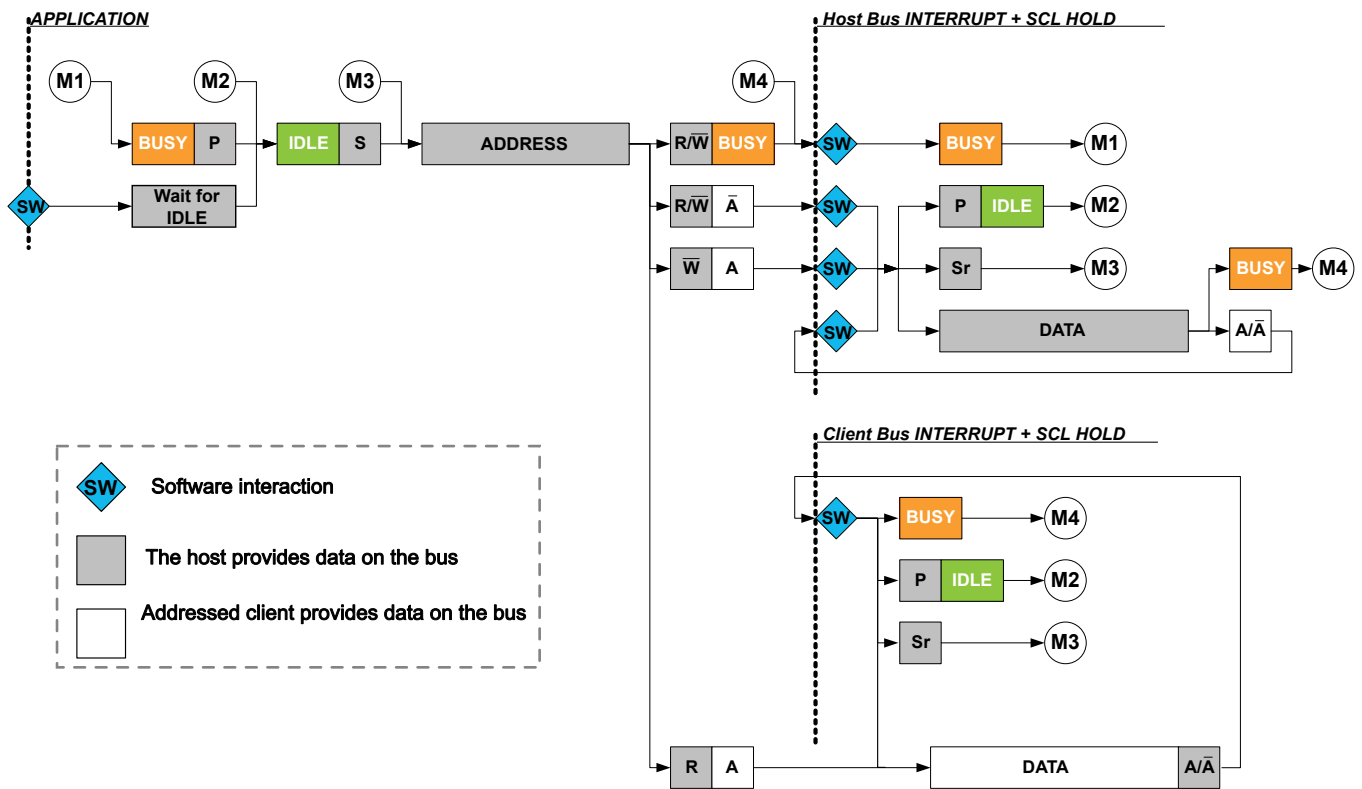 APPLICATION
Host Bus INTERRUPT + SCL HOLD
M1
M2
M3
M4
BUSY P
IDLE S
ADDRESS
R/W̅ BUSY
SW
BUSY
M1
SW
Wait for
IDLE
R/W̅ A̅
SW
P IDLE
M2
W̅ A
SW
Sr
M3
BUSY
M4
SW
DATA
A/A̅
Client Bus INTERRUPT + SCL HOLD
SW
Software interaction
The host provides data on the bus
Addressed client provides data on the bus
SW
BUSY
M4
P IDLE
M2
Sr
M3
R A
DATA
A/A̅